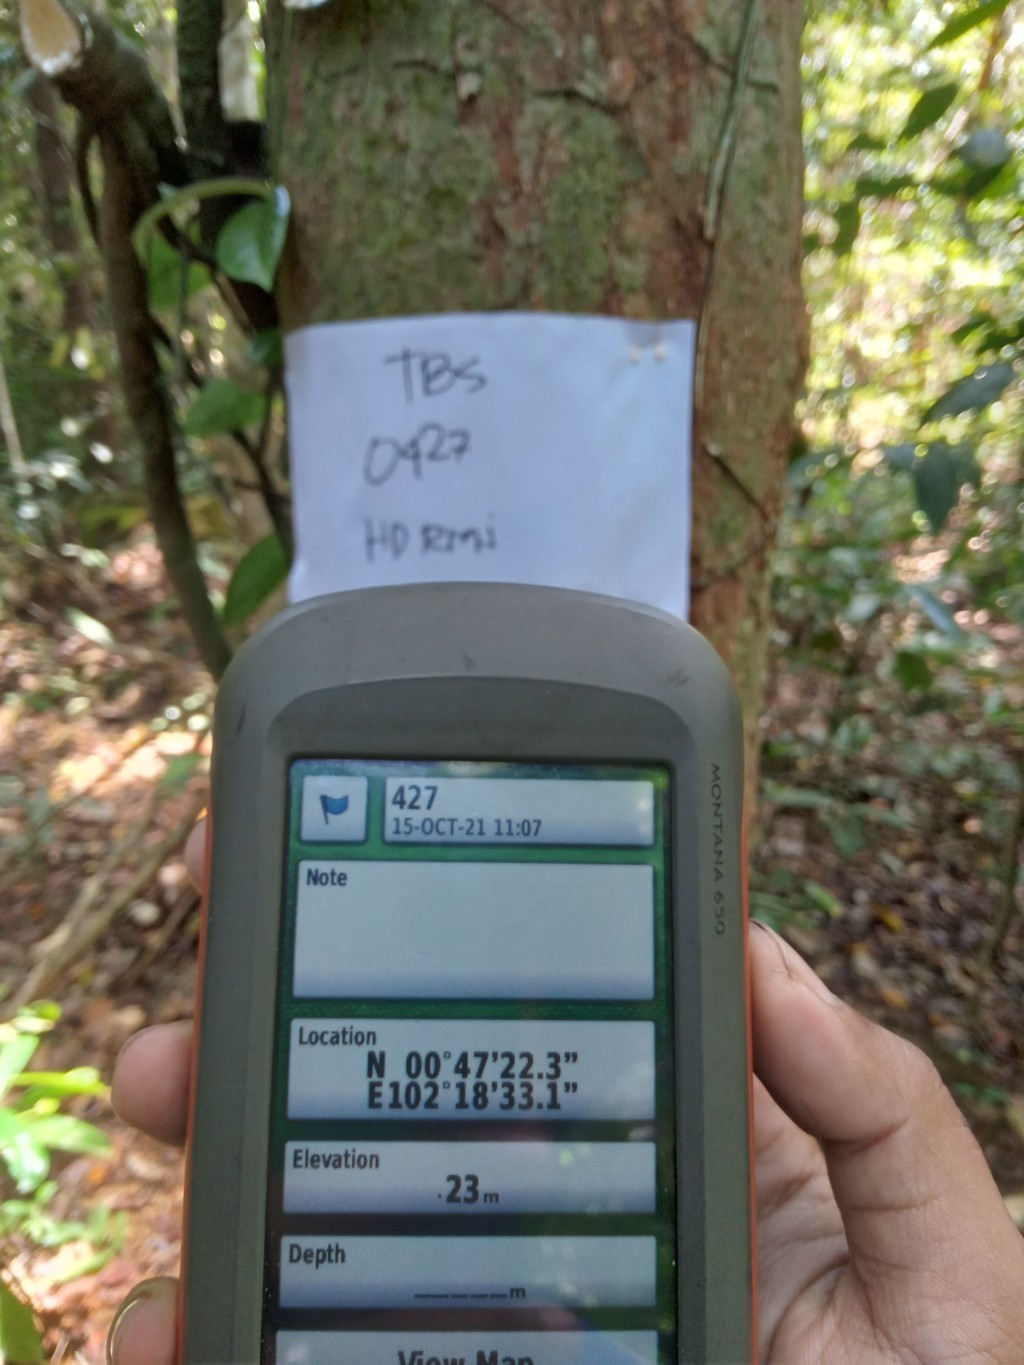 TBS
0427
HD
MONTANA 650
427
15-OCT-21 11:07
Note
Location
N 00°47'22.3"
E102°18'33.1"
Elevation
23m
Depth
_____m
View Map